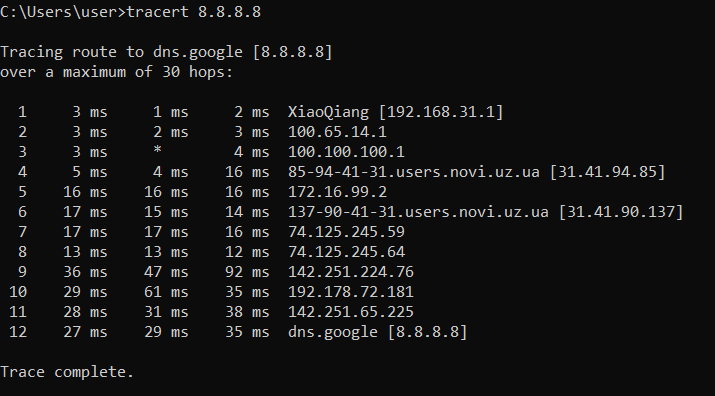 C:\Users\user>tracert 8.8.8.8
Tracing route to dns.google [8.8.8.8]
over a maximum of 30 hops:
1 3 ms 1 ms 2 ms XiaoQiang [192.168.31.1]
2 3 ms 2 ms 3 ms 100.65.14.1
3 3 ms * 4 ms 100.100.100.1
4 5 ms 4 ms 16 ms 85-94-41-31.users.novi.uz.ua [31.41.94.85]
5 16 ms 16 ms 16 ms 172.16.99.2
6 17 ms 15 ms 14 ms 137-90-41-31.users.novi.uz.ua [31.41.90.137]
7 17 ms 17 ms 16 ms 74.125.245.59
8 13 ms 13 ms 12 ms 74.125.245.64
9 36 ms 47 ms 92 ms 142.251.224.76
10 29 ms 61 ms 35 ms 192.178.72.181
11 28 ms 31 ms 38 ms 142.251.65.225
12 27 ms 29 ms 35 ms dns.google [8.8.8.8]
Trace complete.